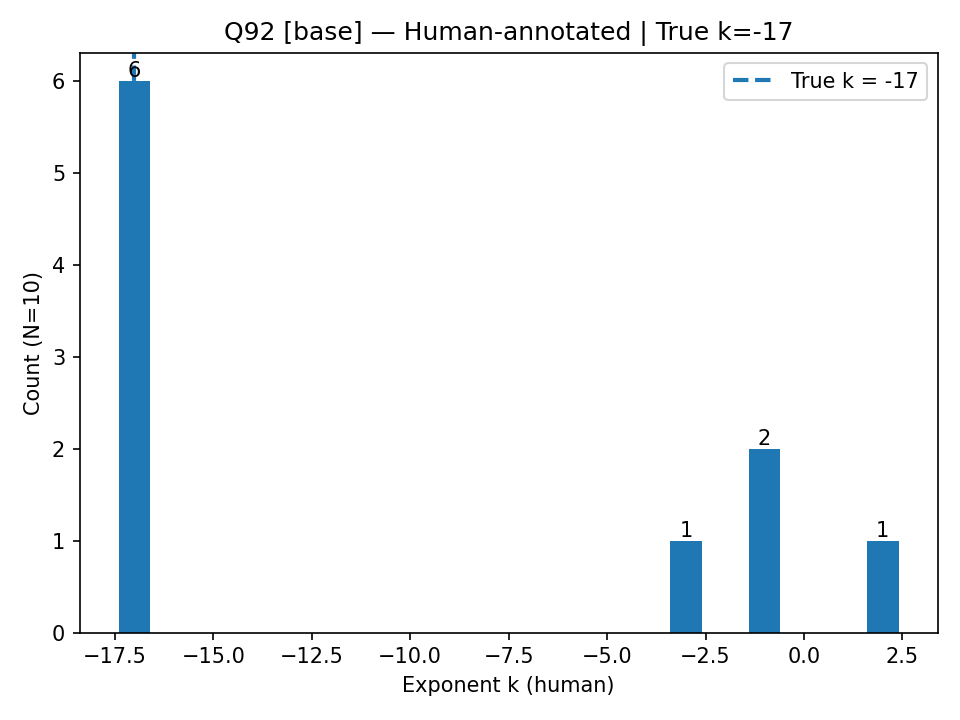 Q92 [base] — Human-annotated | True k=-17
True k = -17
Count (N=10)
6
5
4
3
2
1
0
6
1
2
1
−17.5 −15.0 −12.5 −10.0 −7.5 −5.0 −2.5 0.0 2.5
Exponent k (human)